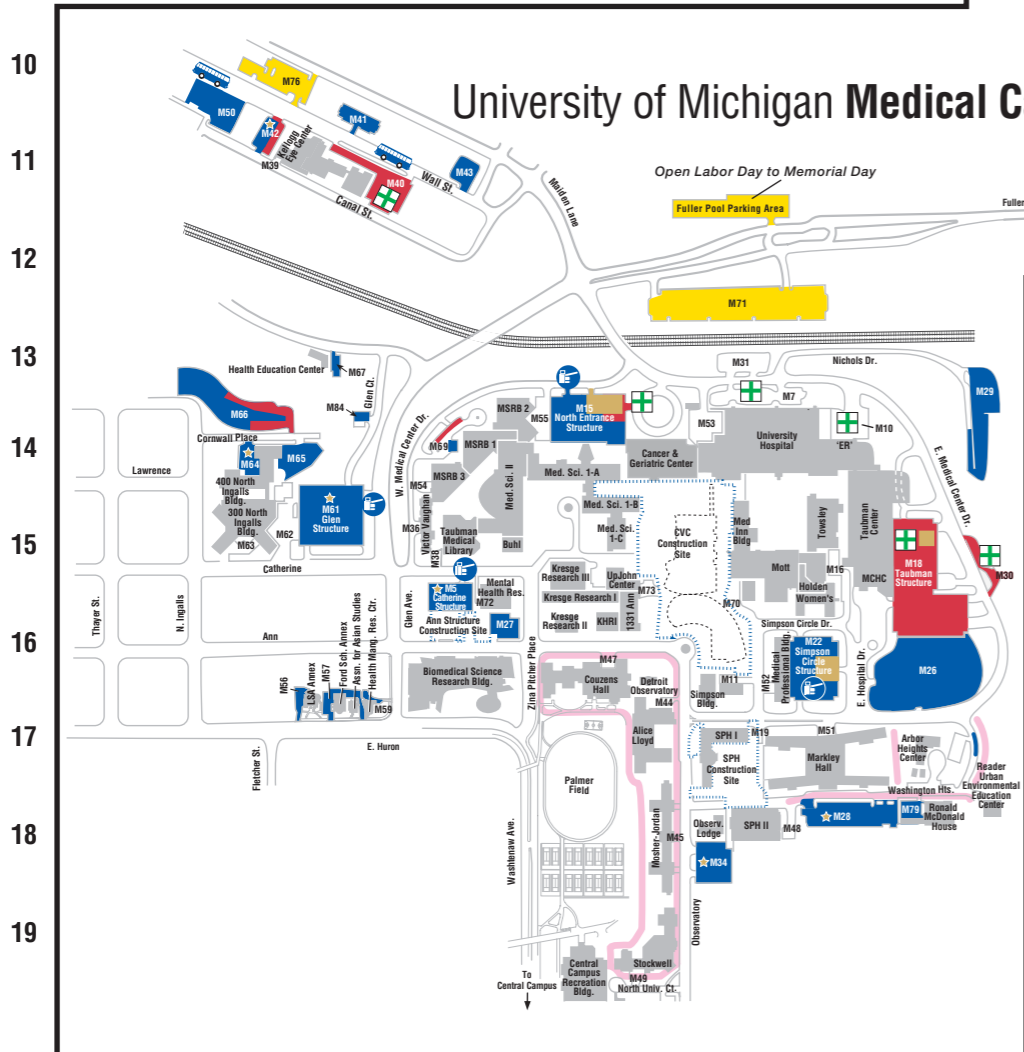 10
11
12
13
14
15
16
17
18
19
University of Michigan Medical C
M76
M50
M41
M42
Kellogg
Eye Center
M39
M40
Wall St.
M43
Canal St.
Maiden Lane
Open Labor Day to Memorial Day
Fuller Pool Parking Area
Fuller
M71
Health Education Center
M67
M84
Glen Ct.
M66
Cornwall Place
Lawrence
M64
M65
400 North
Ingalls
Bldg.
300 North
Ingalls
Bldg.
M63
M62
M61
Glen
Structure
Catherine
W. Medical Center Dr.
M69
MSRB 2
MSRB 1
MSRB 3
M54
M55
M15
North Entrance
Structure
M31
M7
M53
Nichols Dr.
M29
M10
'ER'
University
Hospital
Cancer &
Geriatric Center
E. Medical Center Dr.
Med. Sci. II
Med. Sci. 1-A
Med. Sci. 1-B
Med. Sci.
1-C
M36
Victor Vaughan
M38
Taubman
Medical
Library
Buhl
CVC
Construction
Site
Med
Inn
Bldg
Towsley
Taubman
Center
Mott
M16
Holden
Women's
MCHC
M18
Taubman
Structure
M30
M5
Catherine
Structure
Mental
Health Res.
M72
Kresge
Research III
UpJohn
Center
M73
Kresge Research I
Kresge
Research II
KHRI
1331 Ann
M70
Ann Structure
Construction Site
M27
Glen Ave.
Thayer St.
N. Ingalls
Ann
Simpson Circle Dr.
M22
Simpson
Circle
Structure
Medical
Professional Bldg.
M52
E. Hospital Dr.
M26
M56
LSA Annex
M57
Ford Sch. Annex
Assn. for Asian Studies
Health Mang. Res. Ctr.
M59
Biomedical Science
Research Bldg.
Zina Pitcher Place
M47
Couzens
Hall
Detroit
Observatory
M44
M11
Simpson
Bldg.
Alice
Lloyd
SPH I
M19
SPH
Construction
Site
M51
Markley
Hall
Arbor
Heights
Center
Washington Hts.
Reader
Urban
Environmental
Education
Center
Fletcher St.
E. Huron
Palmer
Field
Washtenaw Ave.
Mosher-Jordan
M45
Observ.
Lodge
SPH II
M48
M28
M79
Ronald
McDonald
House
M34
Observatory
Central
Campus
Recreation
Bldg.
Stockwell
M49
North Univ. Ct.
To
Central Campus